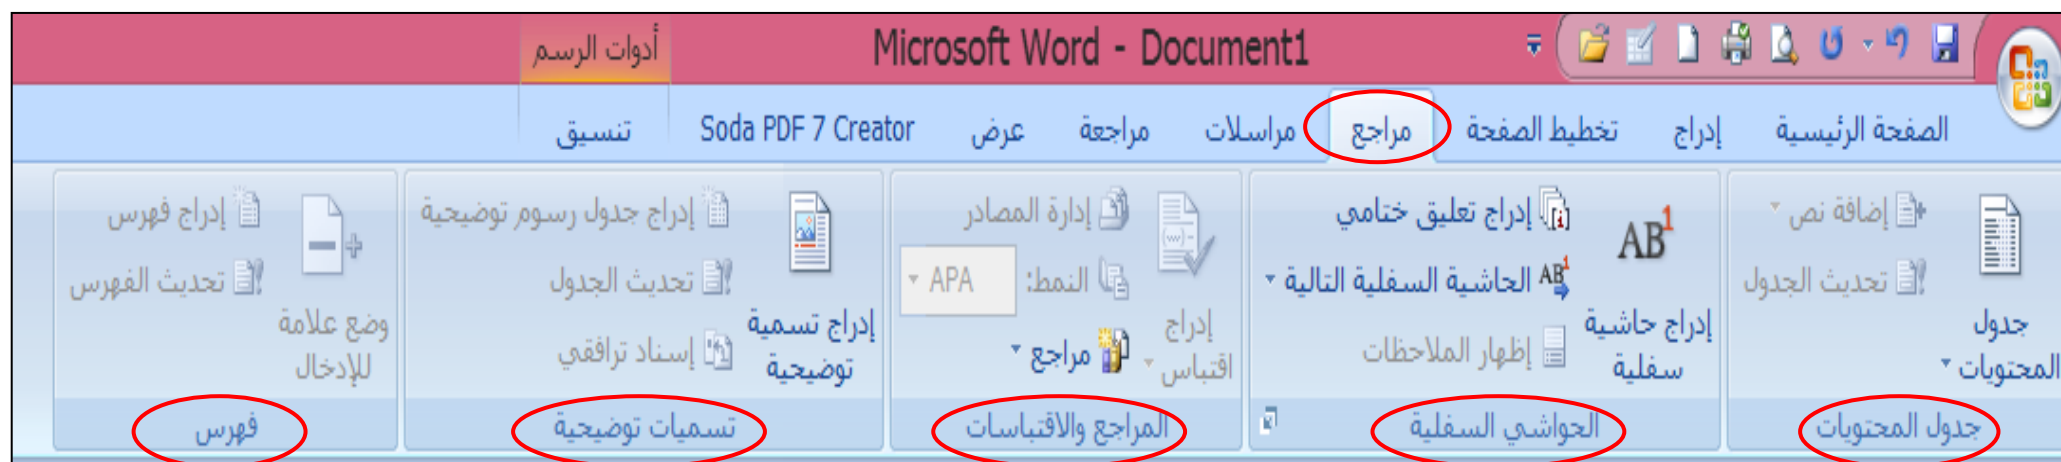 Microsoft Word - Document1
أدوات الرسم
الصفحة الرئيسية
إدراج
تخطيط الصفحة
مراجع
مراسلات
مراجعة
عرض
Soda PDF 7 Creator
تنسيق
جدول
المحتويات
إضافة نص
تحديث الجدول
جدول المحتويات
AB1
إدراج حاشية
سفلية
إدراج تعليق ختامي
AB1 الحاشية السفلية التالية
إظهار الملاحظات
الحواشي السفلية
إدراج
اقتباس
إدارة المصادر
النمط: APA
مراجع
المراجع والاقتباسات
إدراج تسمية
توضيحية
إدراج جدول رسوم توضيحية
تحديث الجدول
إسناد ترافقي
تسميات توضيحية
وضع علامة
للإدخال
إدراج فهرس
تحديث الفهرس
فهرس